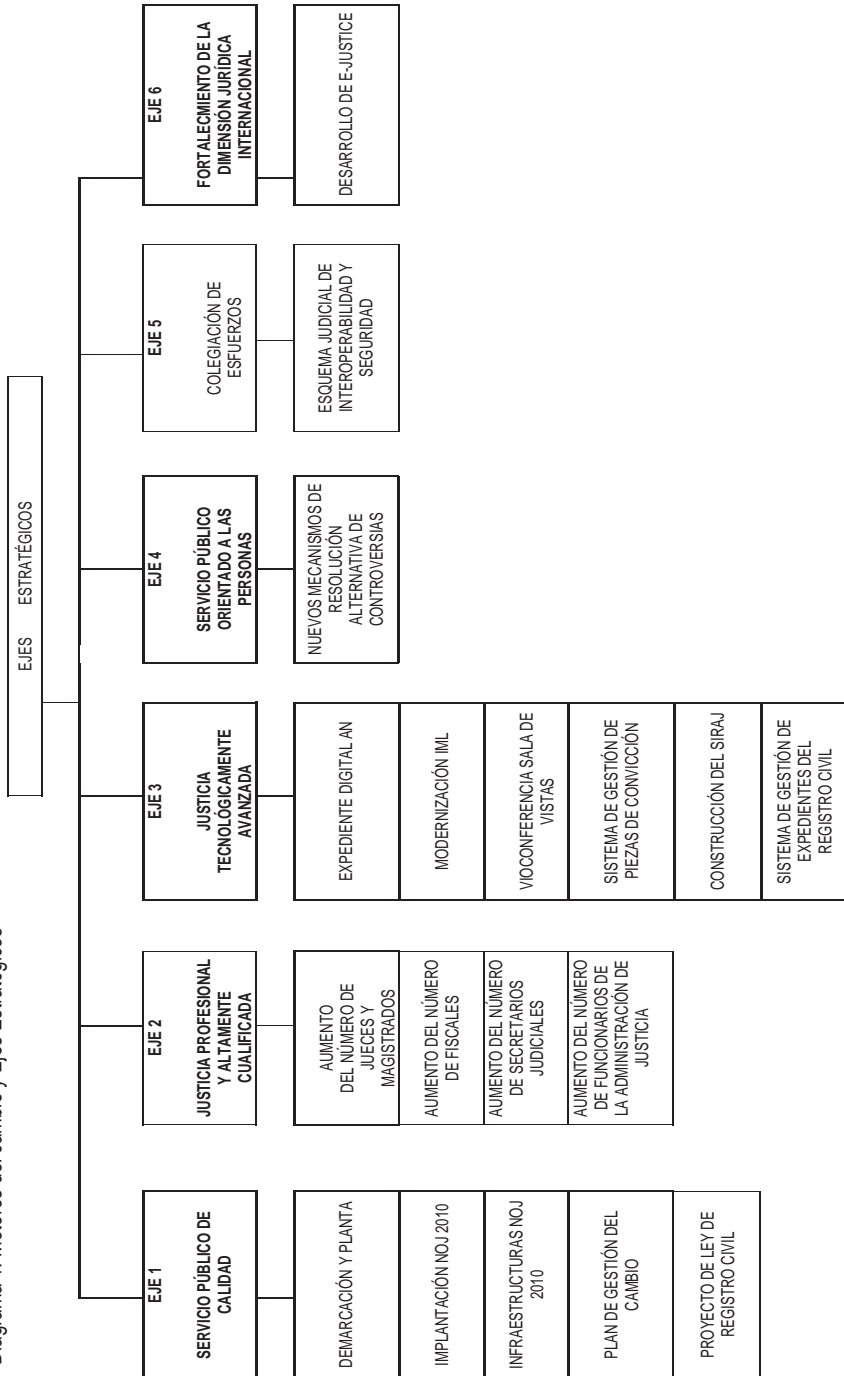 Diagrama 1. Motores del cambio y Ejes Estratégicos
EJES ESTRATÉGICOS
EJE 1
SERVICIO PÚBLICO DE
CALIDAD
DEMARCACIÓN Y PLANTA
IMPLANTACIÓN NOJ 2010
INFRAESTRUCTURAS NOJ
2010
PLAN DE GESTIÓN DEL
CAMBIO
PROYECTO DE LEY DE
REGISTRO CIVIL
EJE 2
JUSTICIA PROFESIONAL
Y ALTAMENTE
CUALIFICADA
AUMENTO
DEL NÚMERO DE
JUECES Y
MAGISTRADOS
AUMENTO DEL NÚMERO
DE FISCALES
AUMENTO DEL NÚMERO
DE SECRETARIOS
JUDICIALES
AUMENTO DEL NÚMERO
DE FUNCIONARIOS DE
LA ADMINISTRACIÓN DE
JUSTICIA
EJE 3
JUSTICIA
TECNOLÓGICAMENTE
AVANZADA
EXPEDIENTE DIGITAL AN
MODERNIZACIÓN IML
VIOCONFERENCIA SALA DE
VISTAS
SISTEMA DE GESTIÓN DE
PIEZAS DE CONVICCIÓN
CONSTRUCCIÓN DEL SIRAJ
SISTEMA DE GESTIÓN DE
EXPEDIENTES DEL
REGISTRO CIVIL
EJE 4
SERVICIO PÚBLICO
ORIENTADO A LAS
PERSONAS
NUEVOS MECANISMOS DE
RESOLUCIÓN
ALTERNATIVA DE
CONTROVERSIAS
EJE 5
COLEGIACIÓN DE
ESFUERZOS
ESQUEMA JUDICIAL DE
INTEROPERABILIDAD Y
SEGURIDAD
EJE 6
FORTALECMIENTO DE LA
DIMENSIÓN JURÍDICA
INTERNACIONAL
DESARROLLO DE E-JUSTICE